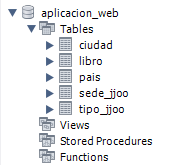 aplicacion_web
Tables
ciudad
libro
pais
sede_jjoo
tipo_jjoo
Views
Stored Procedures
Functions